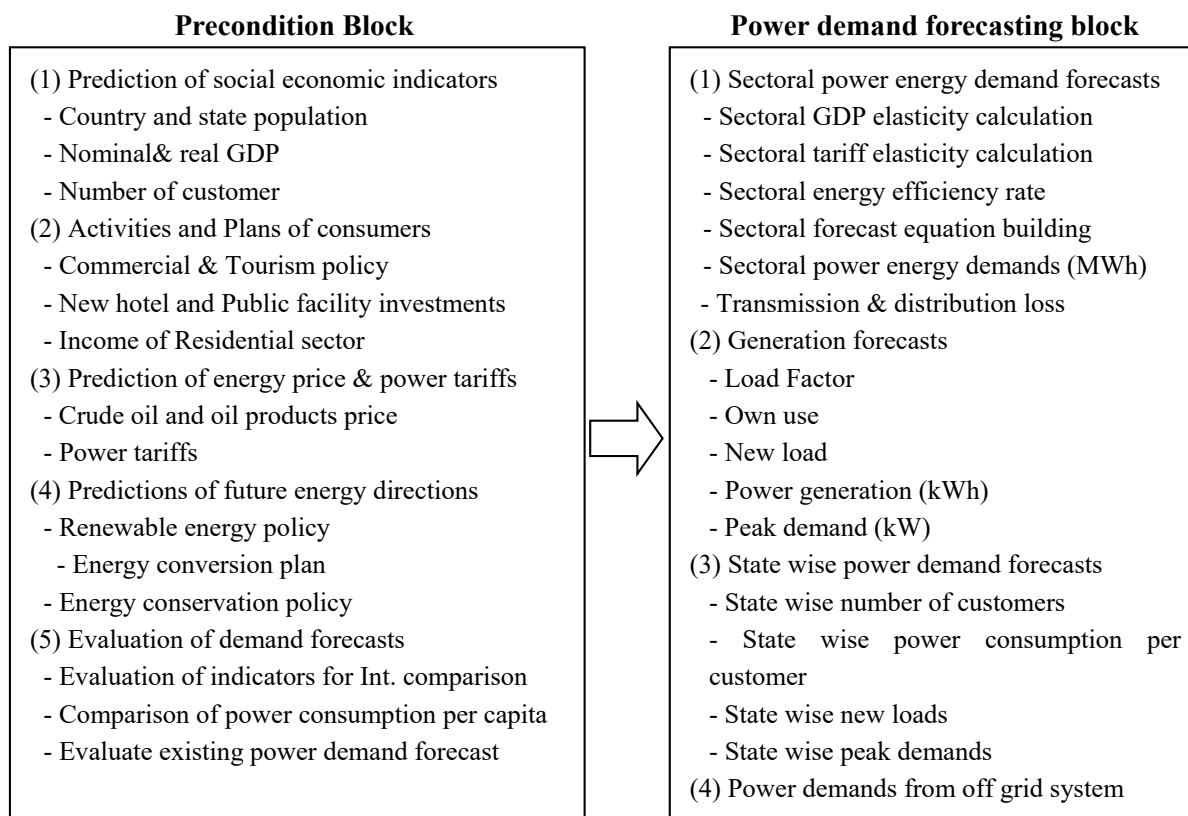 Precondition Block
(1) Prediction of social economic indicators
- Country and state population
- Nominal& real GDP
- Number of customer
(2) Activities and Plans of consumers
- Commercial & Tourism policy
- New hotel and Public facility investments
- Income of Residential sector
(3) Prediction of energy price & power tariffs
- Crude oil and oil products price
- Power tariffs
(4) Predictions of future energy directions
- Renewable energy policy
- Energy conversion plan
- Energy conservation policy
(5) Evaluation of demand forecasts
- Evaluation of indicators for Int. comparison
- Comparison of power consumption per capita
- Evaluate existing power demand forecast
Power demand forecasting block
(1) Sectoral power energy demand forecasts
- Sectoral GDP elasticity calculation
- Sectoral tariff elasticity calculation
- Sectoral energy efficiency rate
- Sectoral forecast equation building
- Sectoral power energy demands (MWh)
- Transmission & distribution loss
(2) Generation forecasts
- Load Factor
- Own use
- New load
- Power generation (kWh)
- Peak demand (kW)
(3) State wise power demand forecasts
- State wise number of customers
- State wise power consumption per
customer
- State wise new loads
- State wise peak demands
(4) Power demands from off grid system